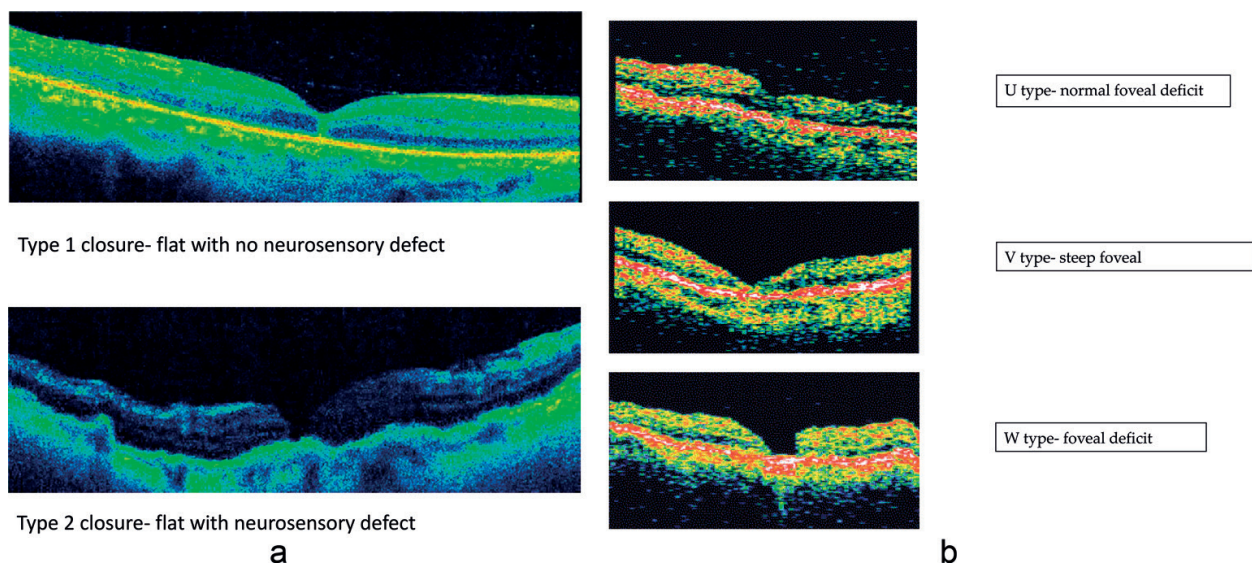 Type 1 closure- flat with no neurosensory defect
Type 2 closure- flat with neurosensory defect
a
U type- normal foveal deficit
V type- steep foveal
W type- foveal deficit
b